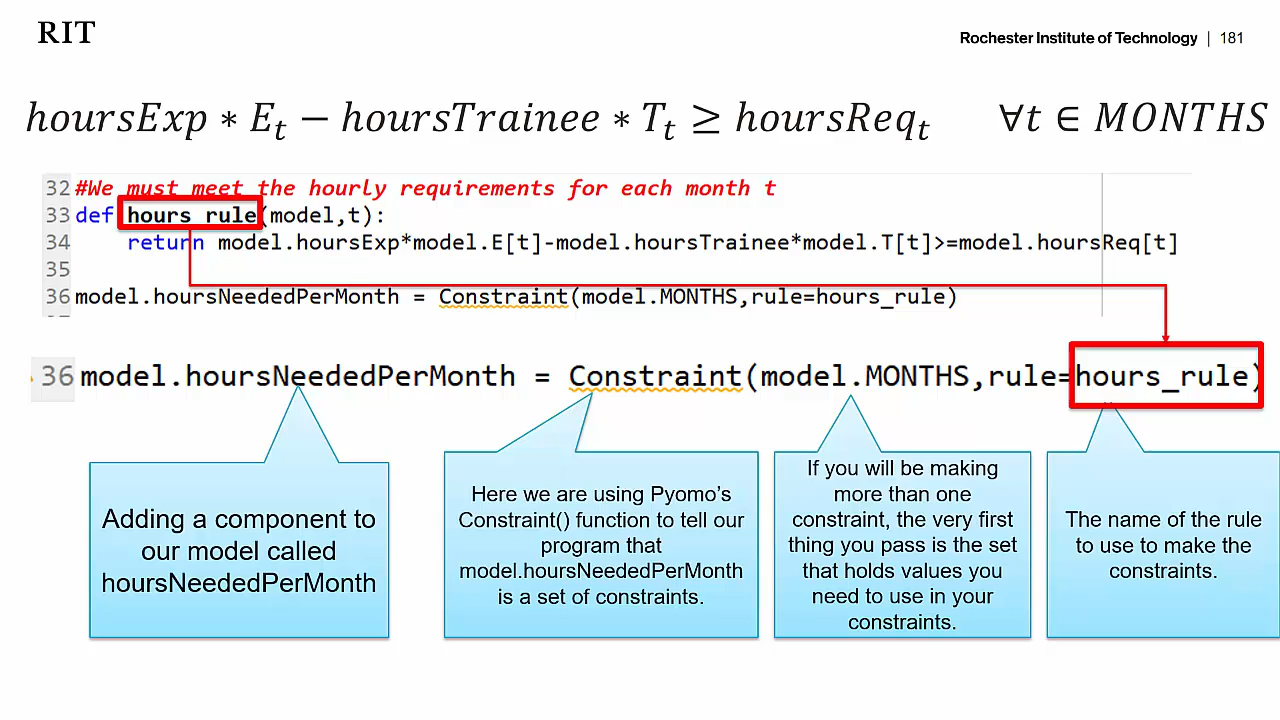 RIT
Rochester Institute of Technology | 181
hoursExp * E_t − hoursTrainee * T_t ≥ hoursReq_t ∀t ∈ MONTHS
32 #We must meet the hourly requirements for each month t
33 def hours_rule(model,t):
34 return model.hoursExp*model.E[t]-model.hoursTrainee*model.T[t]>=model.hoursReq[t]
35
36 model.hoursNeededPerMonth = Constraint(model.MONTHS,rule=hours_rule)
36 model.hoursNeededPerMonth = Constraint(model.MONTHS,rule=hours_rule)
Adding a component to
our model called
hoursNeededPerMonth
Here we are using Pyomo’s
Constraint() function to tell our
program that
model.hoursNeededPerMonth
is a set of constraints.
If you will be making
more than one
constraint, the very first
thing you pass is the set
that holds values you
need to use in your
constraints.
The name of the rule
to use to make the
constraints.